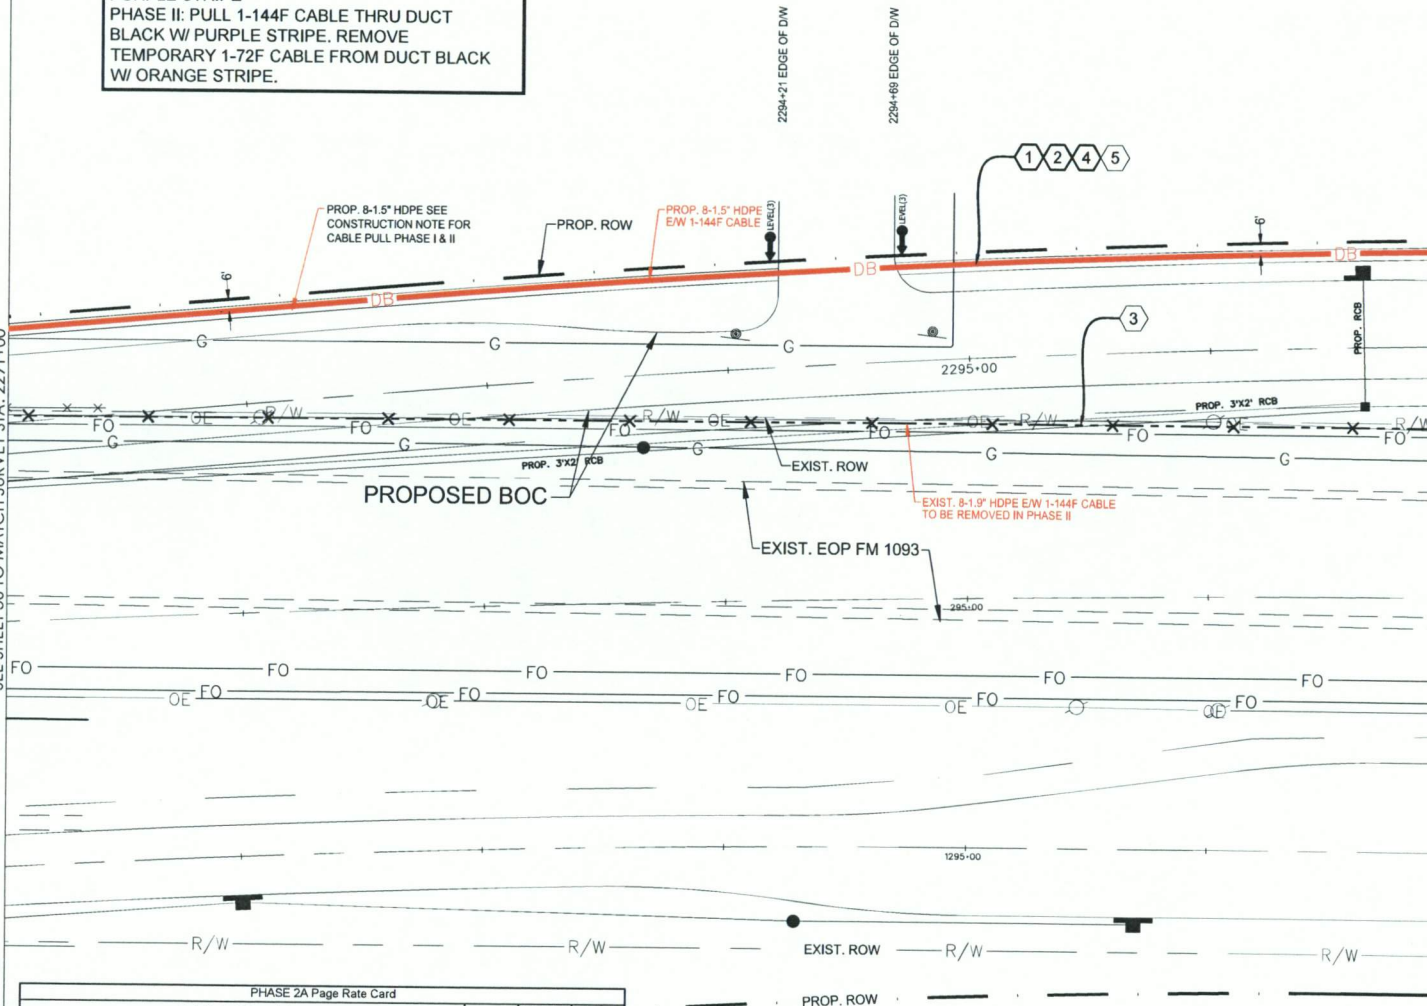 PHASE II: PULL 1-144F CABLE THRU DUCT
BLACK W/ PURPLE STRIPE. REMOVE
TEMPORARY 1-72F CABLE FROM DUCT BLACK
W/ ORANGE STRIPE.
2294+21 EDGE OF D/W
2294+69 EDGE OF D/W
1 2 4 5
PROP. 8-1.5" HDPE SEE
CONSTRUCTION NOTE FOR
CABLE PULL PHASE I & II
PROP. ROW
PROP. 8-1.5" HDPE
E/W 1-144F CABLE
LEVEL(3)
LEVEL(3)
DB
DB
DB
3
G
G
G
2295+00
PROP. RCB
PROP. 3'X2' RCB
OE
R/W
OE
R/W
OE
OE
R/W
R/W
FO
FO
FO
FO
FO
FO
G
G
G
G
G
PROP. 3'X2' RCB
EXIST. ROW
PROPOSED BOC
EXIST. 8-1.9" HDPE E/W 1-144F CABLE
TO BE REMOVED IN PHASE II
EXIST. EOP FM 1093
295+00
FO
FO
FO
FO
FO
FO
OE
FO
OE
FO
OE
FO
OE
FO
OE
FO
1295+00
R/W
R/W
EXIST. ROW
R/W
R/W
PHASE 2A Page Rate Card
PROP. ROW